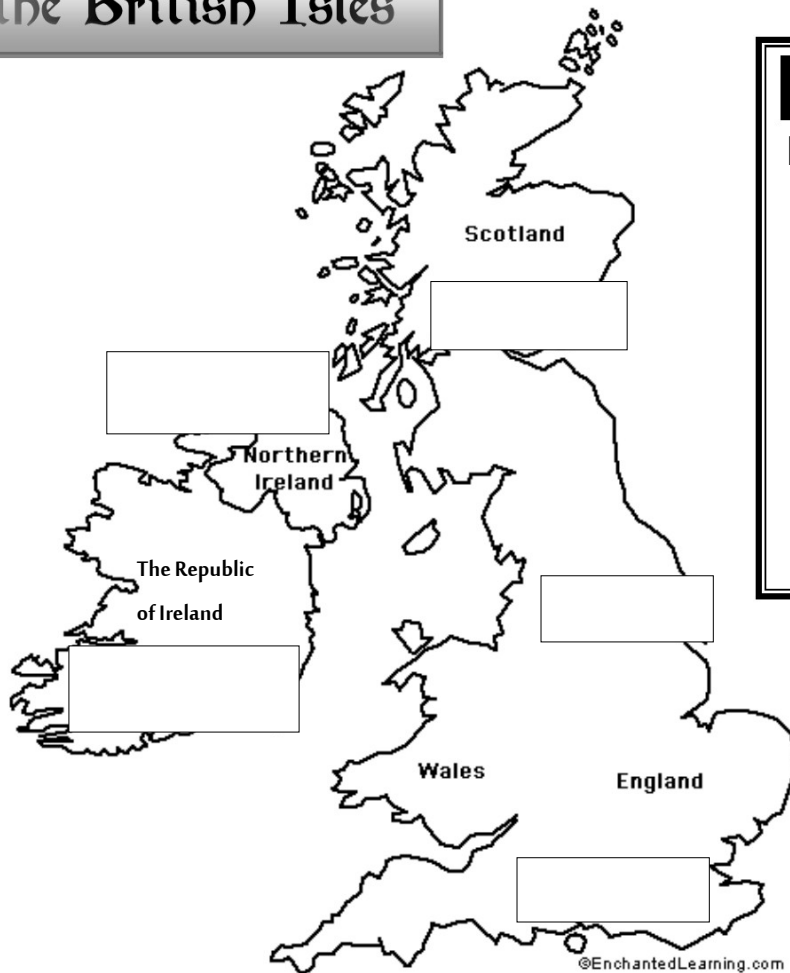 the British Isles
Scotland
Northern
Ireland
The Republic
of Ireland
Wales
England
©EnchantedLearning.com